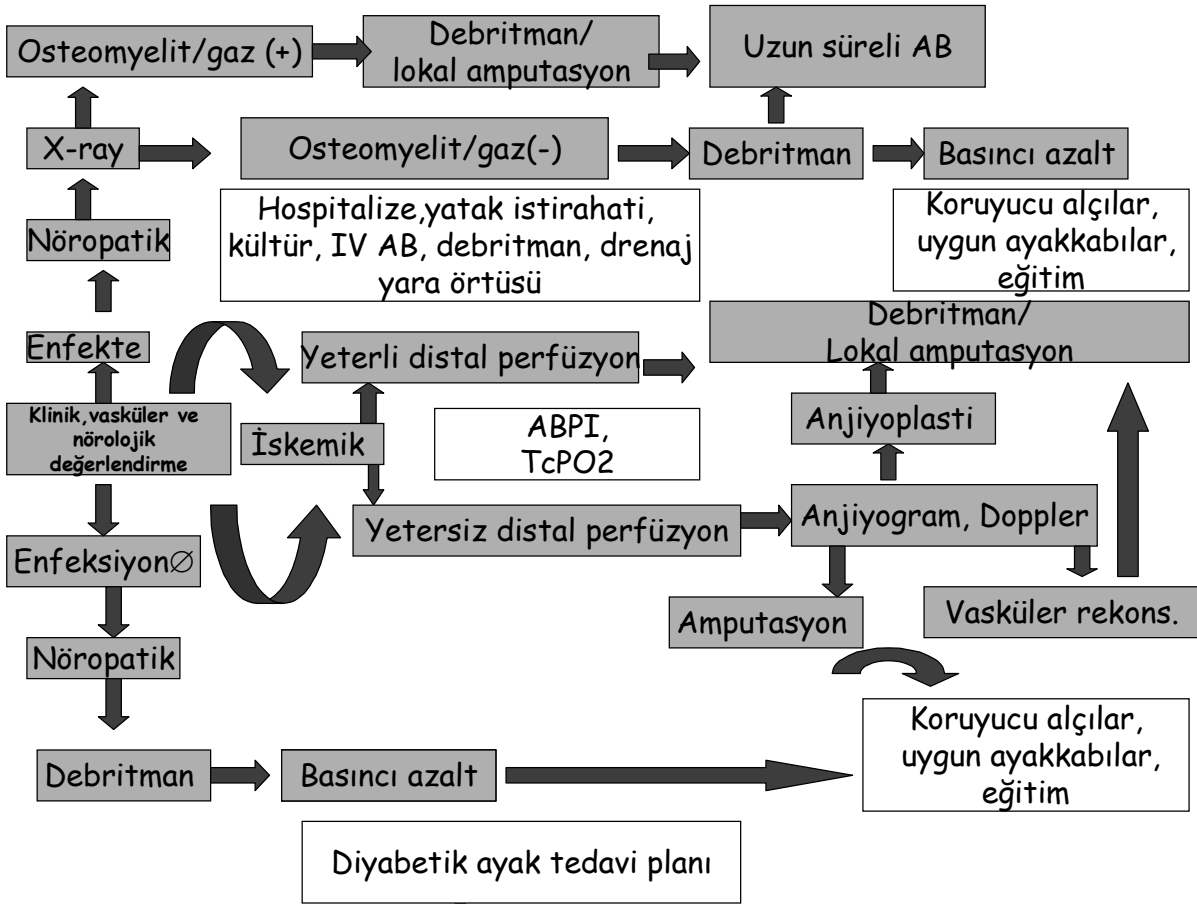 Osteomyelit/gaz (+)
Debritman/
lokal amputasyon
Uzun süreli AB
X-ray
Osteomyelit/gaz(-)
Debritman
Basıncı azalt
Nöropatik
Hospitalize,yatak istirahati,
kültür, IV AB, debritman, drenaj
yara örtüsü
Koruyucu alçılar,
uygun ayakkabılar,
eğitim
Enfekte
Yeterli distal perfüzyon
Debritman/
Lokal amputasyon
Klinik,vasküler ve
nörolojik
değerlendirme
İskemik
ABPI,
TcPO2
Anjiyoplasti
Yetersiz distal perfüzyon
Anjiyogram, Doppler
Enfeksiyon∅
Amputasyon
Vasküler rekons.
Nöropatik
Koruyucu alçılar,
uygun ayakkabılar,
eğitim
Debritman
Basıncı azalt
Diyabetik ayak tedavi planı